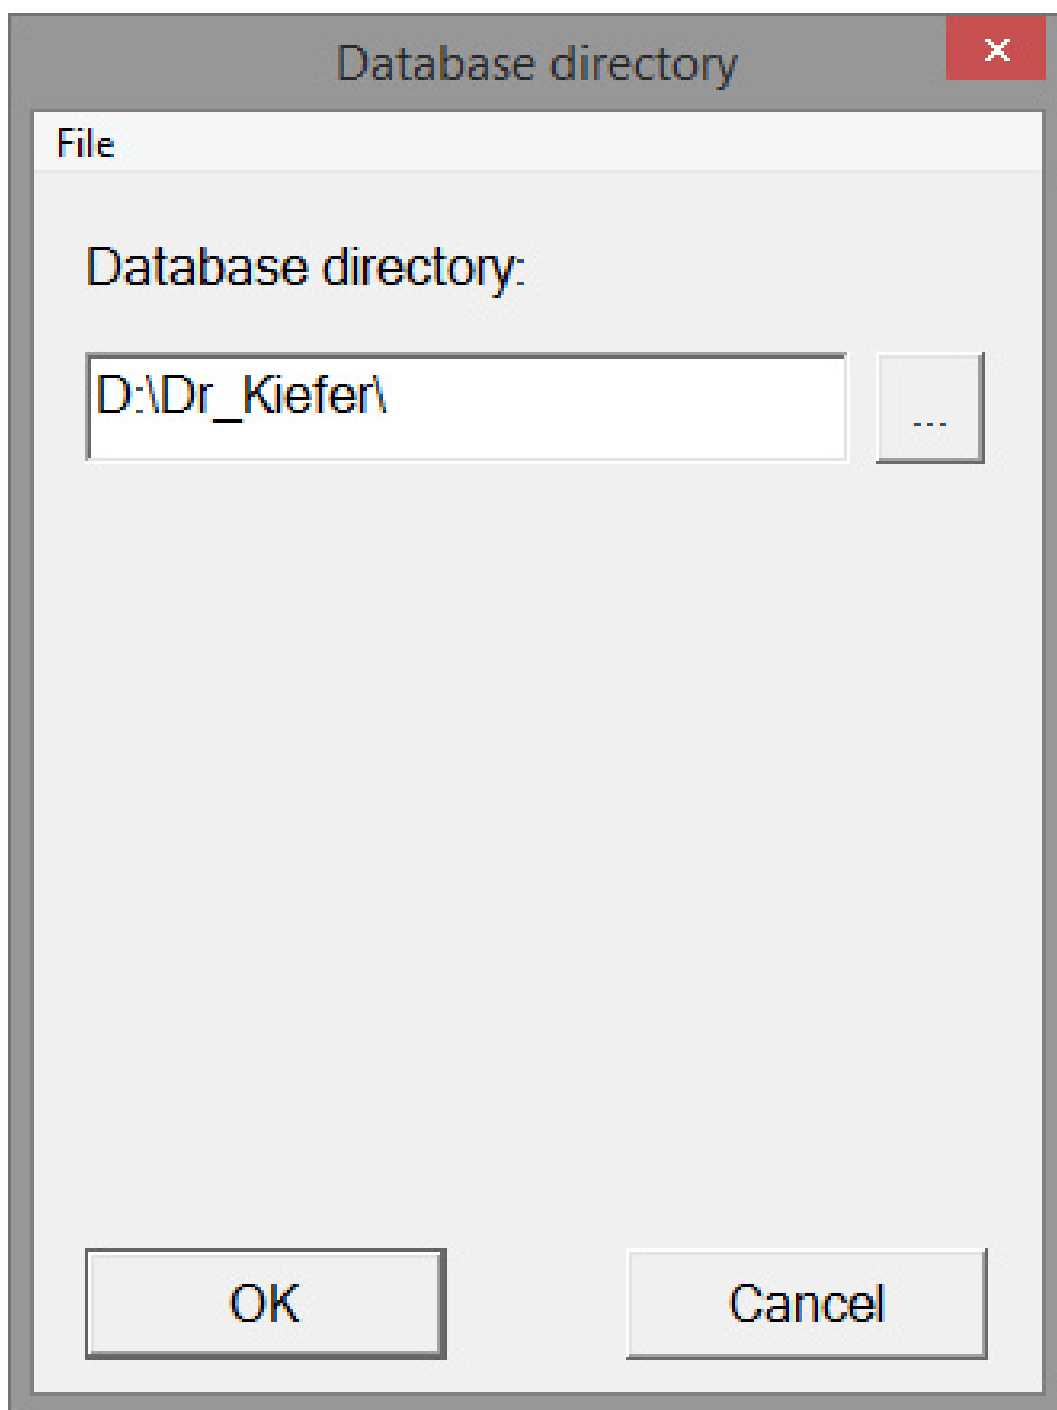 Database directory
File
Database directory:
D:\Dr_Kiefer\
...
OK
Cancel